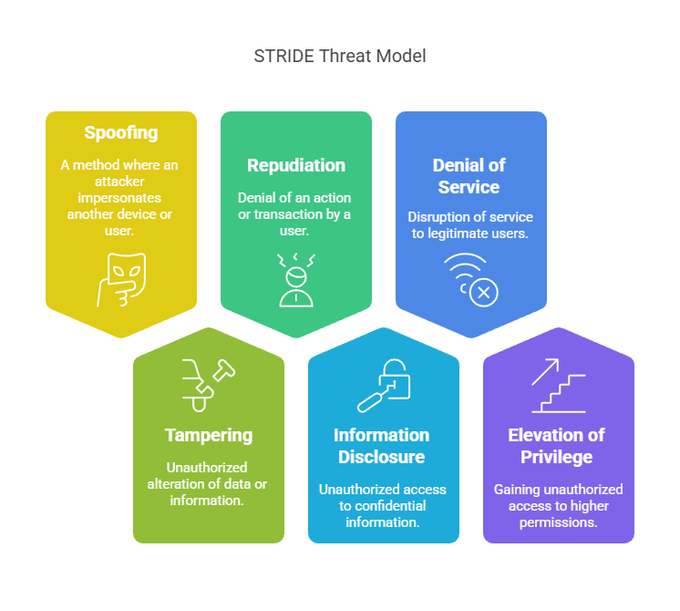 STRIDE Threat Model
Spoofing
A method where an
attacker
impersonates
another device or
user.
Tampering
Unauthorized
alteration of data or
information.
Repudiation
Denial of an action
or transaction by a
user.
Information
Disclosure
Unauthorized access
to confidential
information.
Denial of
Service
Disruption of service
to legitimate users.
Elevation of
Privilege
Gaining unauthorized
access to higher
permissions.